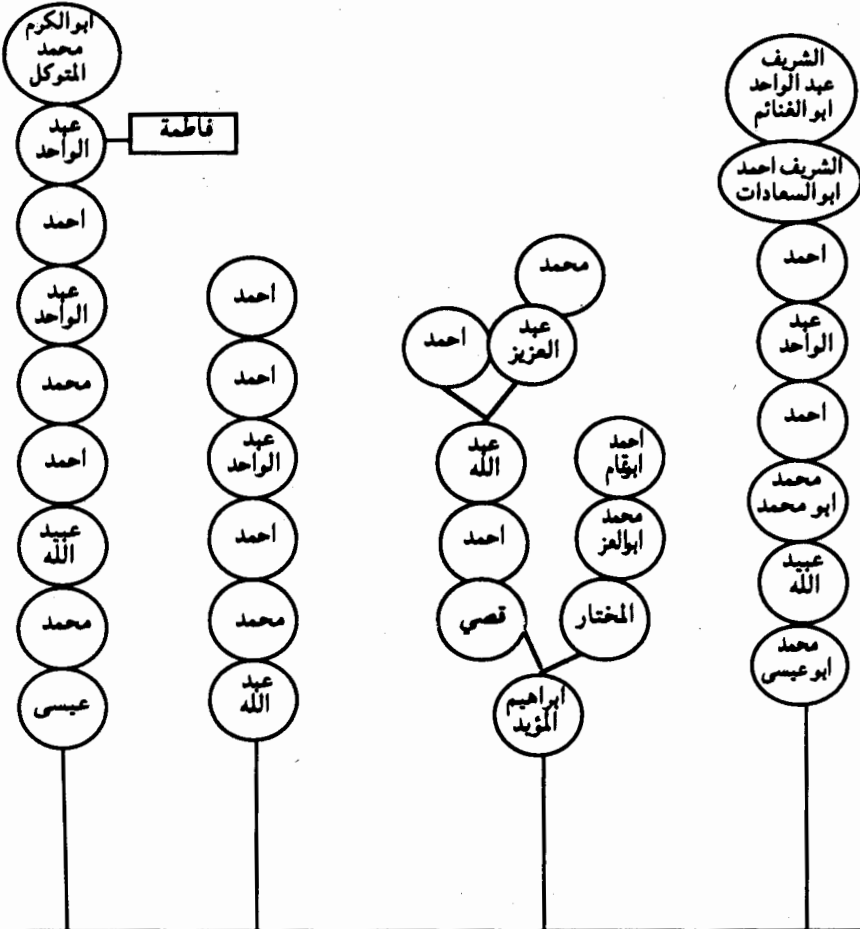 الشريف
عبد الواحد
ابو الغنائم
الشريف احمد
ابو السعادات
احمد
عبد
الواحد
احمد
محمد
ابو محمد
عبيد
الله
محمد
ابو عيسى
محمد
عبد
العزيز
احمد
عبد
الله
احمد
قصي
احمد
محمد
ابوالعز
المختار
ابراهيم
المؤيد
احمد
احمد
عبد
الواحد
احمد
محمد
عبد
الله
ابو الكرم
محمد
المتوكل
عبد
الواحد
فاطمة
احمد
عبد
الواحد
محمد
احمد
عبيد
الله
محمد
عيسى